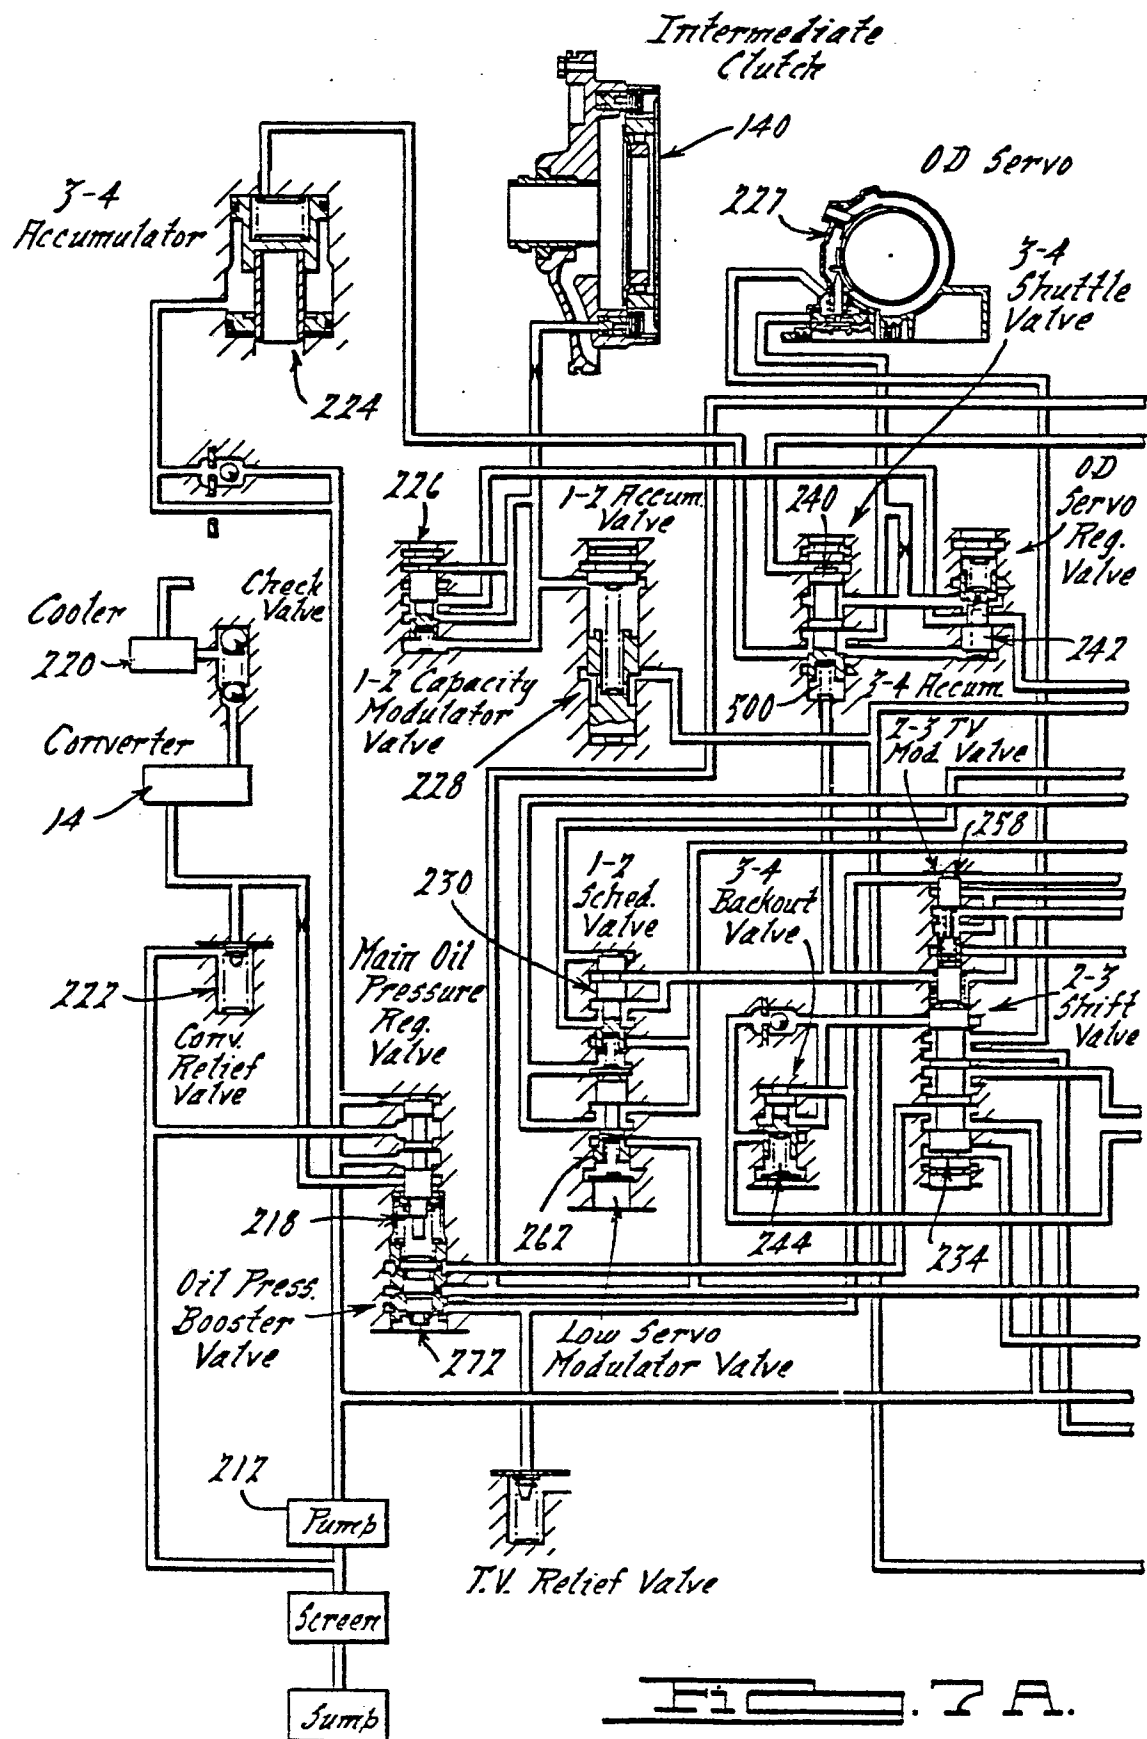 Intermediate
Clutch
140
OD Servo
227
3-4
Accumulator
3-4
Shuttle
Valve
224
226
1-2 Accum.
Valve
240
OD
Servo
Reg.
Valve
Check
Valve
Cooler
220
242
1-2 Capacity
Modulator
Valve
500
3-4 Accum.
2-3 TV
Mod. Valve
Converter
228
14
258
230
1-2
Sched.
Valve
3-4
Backout
Valve
Main Oil
Pressure
Reg.
Valve
222
2-3
Shift
Valve
Conv.
Relief
Valve
218
262
244
234
Oil Press.
Booster
Valve
272
Low Servo
Modulator Valve
212
Pump
T.V. Relief Valve
Screen
Sump
FIG. 7A.